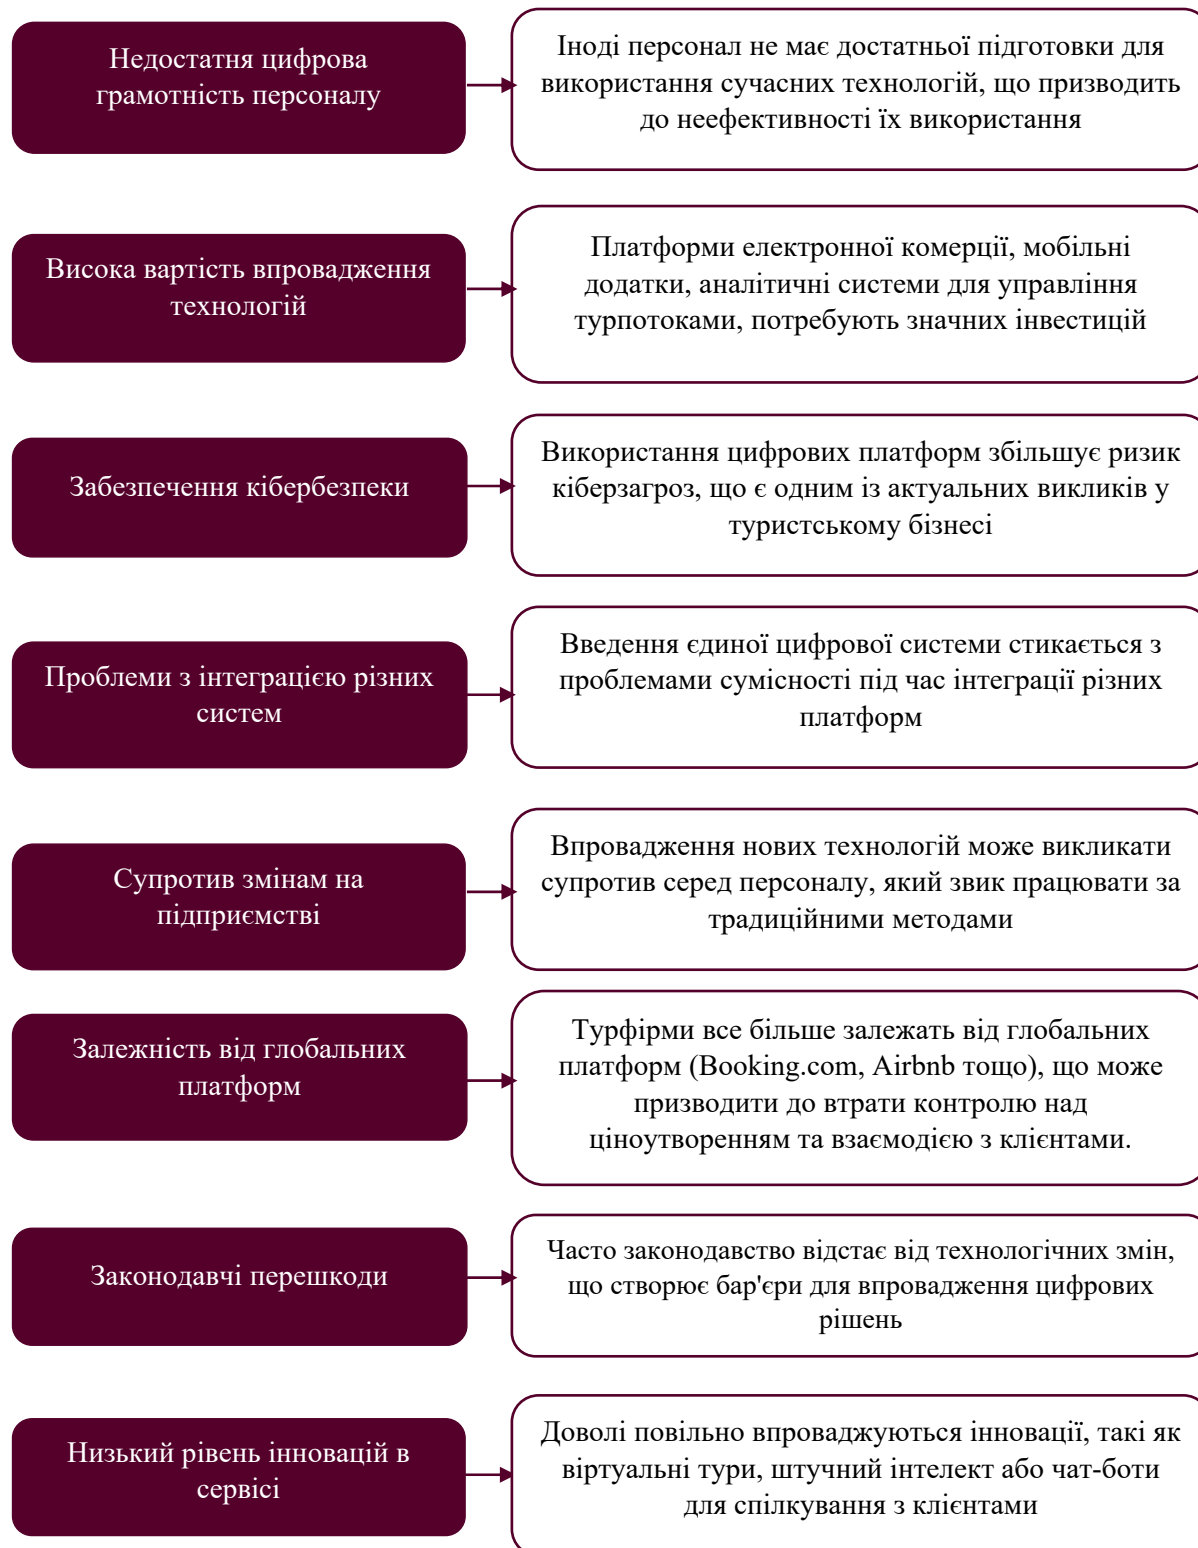 Недостатня цифрова
грамотність персоналу
Іноді персонал не має достатньої підготовки для
використання сучасних технологій, що призводить
до неефективності їх використання
Висока вартість впровадження
технологій
Платформи електронної комерції, мобільні
додатки, аналітичні системи для управління
турпотоками, потребують значних інвестицій
Забезпечення кібербезпеки
Використання цифрових платформ збільшує ризик
кіберзагроз, що є одним із актуальних викликів у
туристському бізнесі
Проблеми з інтеграцією різних
систем
Введення єдиної цифрової системи стикається з
проблемами сумісності під час інтеграції різних
платформ
Супротив змінам на
підприємстві
Впровадження нових технологій може викликати
супротив серед персоналу, який звик працювати за
традиційними методами
Залежність від глобальних
платформ
Турфірми все більше залежать від глобальних
платформ (Booking.com, Airbnb тощо), що може
призводити до втрати контролю над
ціноутворенням та взаємодією з клієнтами.
Законодавчі перешкоди
Часто законодавство відстає від технологічних змін,
що створює бар'єри для впровадження цифрових
рішень
Низький рівень інновацій в
сервісі
Доволі повільно впроваджуються інновації, такі як
віртуальні тури, штучний інтелект або чат-боти
для спілкування з клієнтами